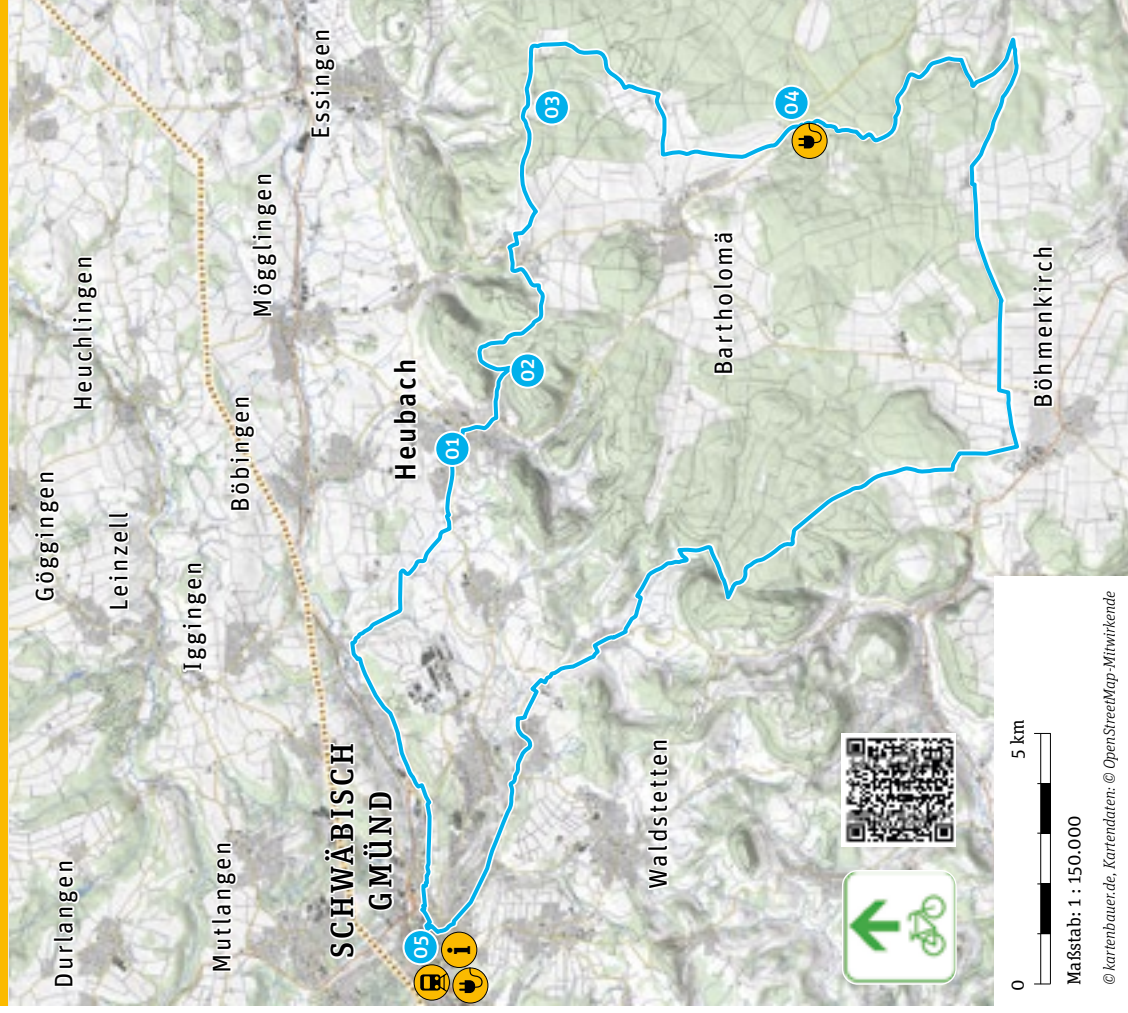 Durlangen
Mutlangen
SCHWÄBISCH
GMÜND
Göggingen
Leinzell
Iggingen
Heuchlingen
Böbingen
Mögglingen
Essingen
Heubach
Waldstetten
Bartholomä
Böhmenkirch
01
02
03
04
05
i
0 5 km
Maßstab: 1 : 150.000
© kartenbauer.de, Kartendaten: © OpenStreetMap-Mitwirkende